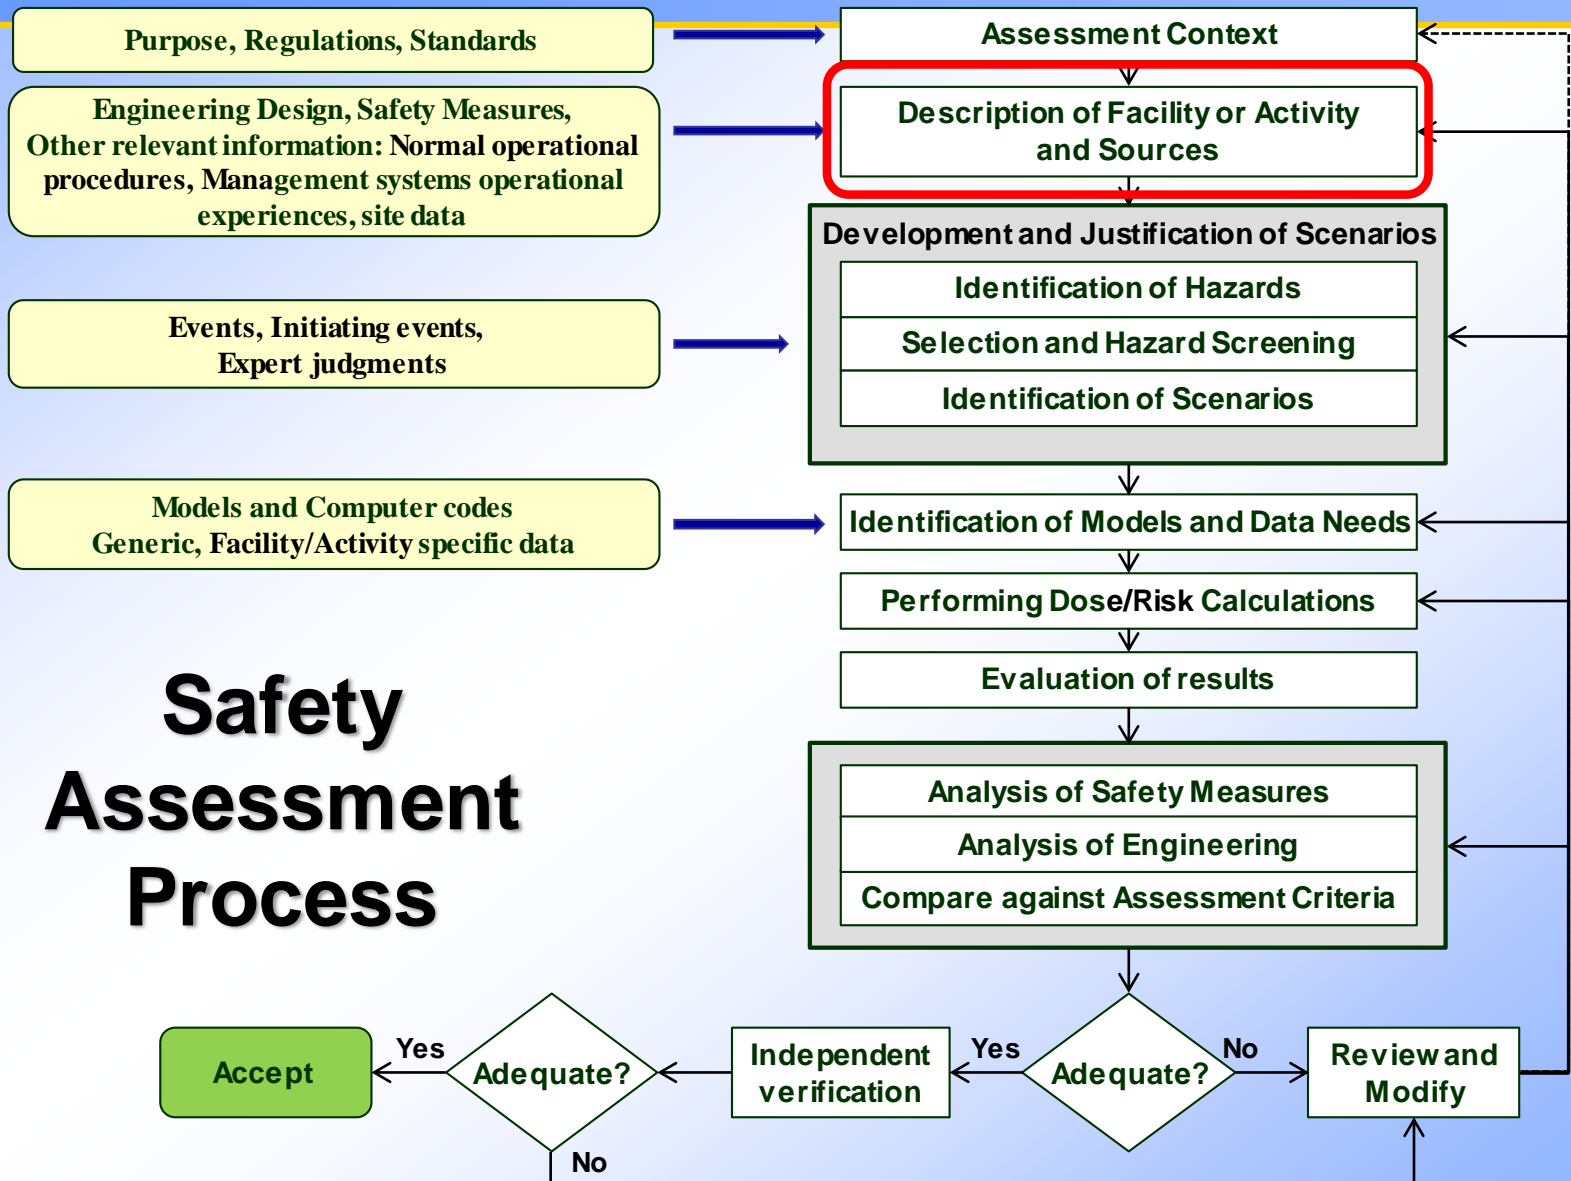 Purpose, Regulations, Standards
Assessment Context
Engineering Design, Safety Measures,
Other relevant information: Normal operational
procedures, Management systems operational
experiences, site data
Description of Facility or Activity
and Sources
Development and Justification of Scenarios
Identification of Hazards
Selection and Hazard Screening
Identification of Scenarios
Events, Initiating events,
Expert judgments
Models and Computer codes
Generic, Facility/Activity specific data
Identification of Models and Data Needs
Performing Dose/Risk Calculations
Evaluation of results
Safety
Assessment
Process
Analysis of Safety Measures
Analysis of Engineering
Compare against Assessment Criteria
Accept
Yes
Adequate?
Independent
verification
Yes
Adequate?
No
Review and
Modify
No